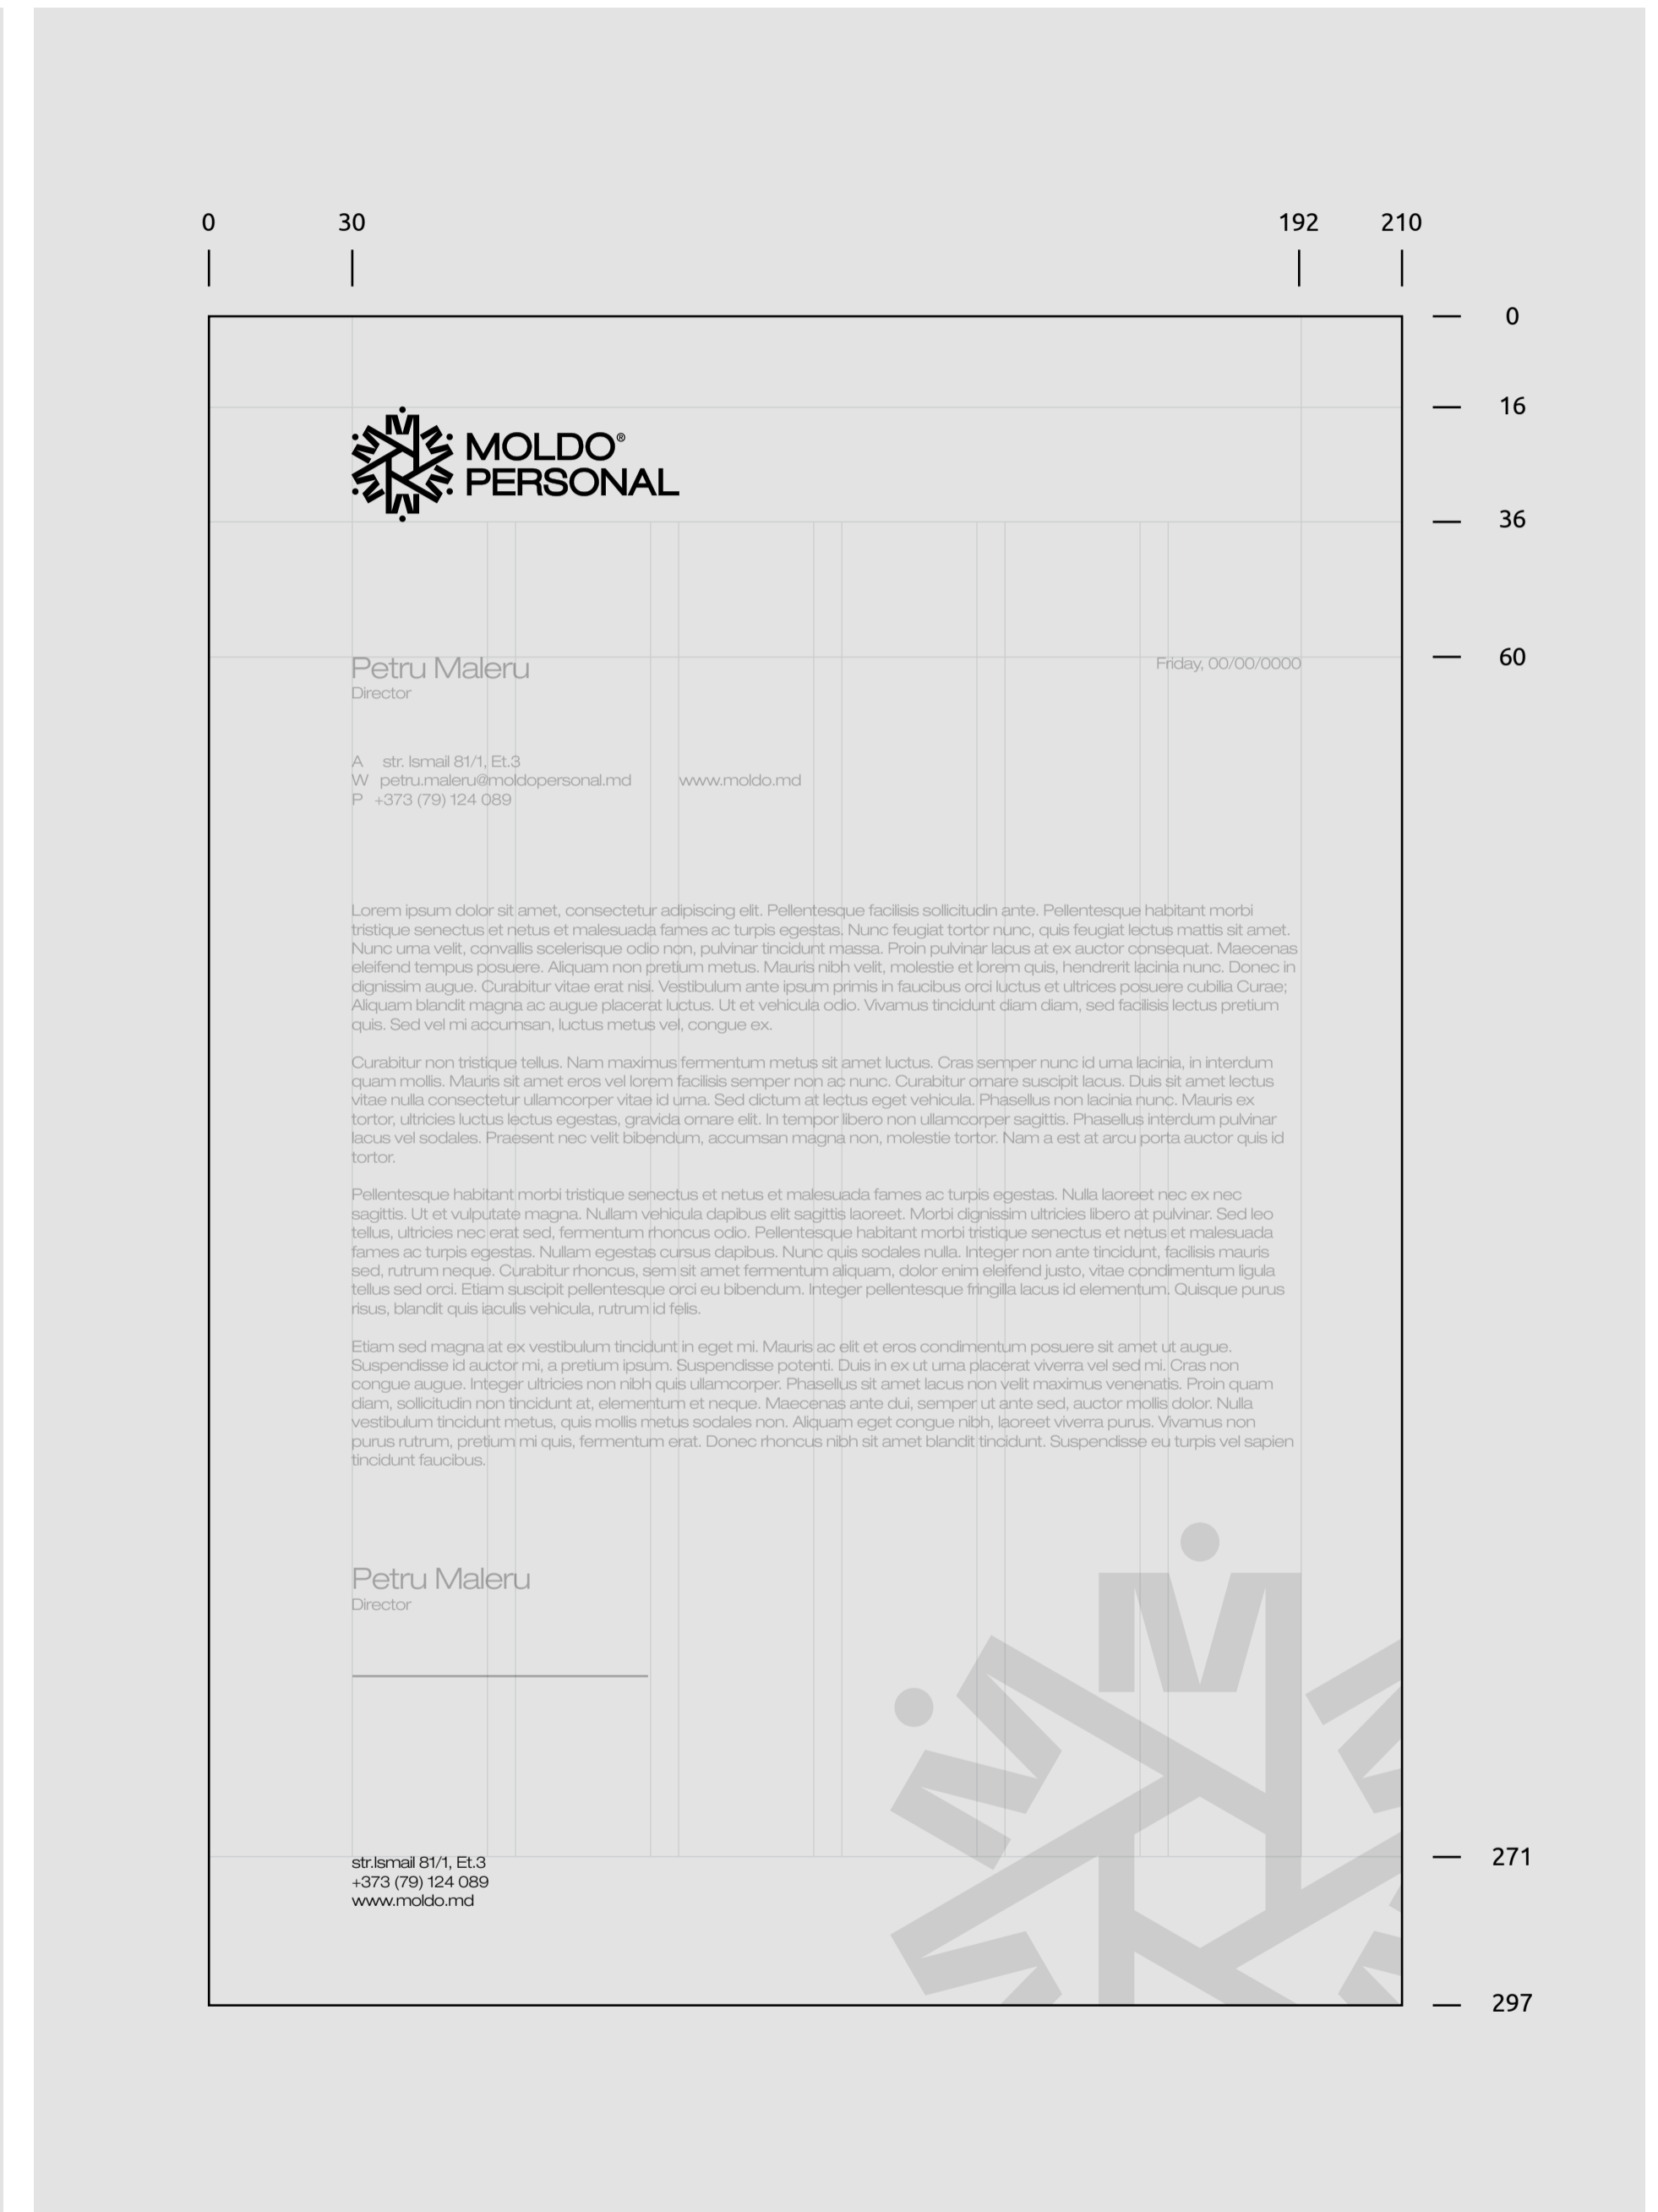 0 30 192 210
0
16
MOLDO®
PERSONAL
36
60
Petru Maleru
Friday, 00/00/0000
Director
A str. Ismail 81/1, Et.3
W petru.maleru@moldopersonal.md www.moldo.md
P +373 (79) 124 089
Lorem ipsum dolor sit amet, consectetur adipiscing elit. Pellentesque facilisis sollicitudin ante. Pellentesque habitant morbi
tristique senectus et netus et malesuada fames ac turpis egestas. Nunc feugiat tortor nunc, quis feugiat lectus mattis sit amet.
Nunc urna velit, convallis scelerisque odio non, pulvinar tincidunt massa. Proin pulvinar lacus at ex auctor consequat. Maecenas
eleifend tempus posuere. Aliquam non pretium metus. Mauris nibh velit, molestie et lorem quis, hendrerit lacinia nunc. Donec in
dignissim augue. Curabitur vitae erat nisi. Vestibulum ante ipsum primis in faucibus orci luctus et ultrices posuere cubilia Curae;
Aliquam blandit magna ac augue placerat luctus. Ut et vehicula odio. Vivamus tincidunt diam diam, sed facilisis lectus pretium
quis. Sed vel mi accumsan, luctus metus vel, congue ex.
Curabitur non tristique tellus. Nam maximus fermentum metus sit amet luctus. Cras semper nunc id urna lacinia, in interdum
quam mollis. Mauris sit amet eros vel lorem facilisis semper non ac nunc. Curabitur ornare suscipit lacus. Duis sit amet lectus
vitae nulla consectetur ullamcorper vitae id urna. Sed dictum at lectus eget vehicula. Phasellus non lacinia nunc. Mauris ex
tortor, ultricies luctus lectus egestas, gravida ornare elit. In tempor libero non ullamcorper sagittis. Phasellus interdum pulvinar
lacus vel sodales. Praesent nec velit bibendum, accumsan magna non, molestie tortor. Nam a est at arcu porta auctor quis id
tortor.
Pellentesque habitant morbi tristique senectus et netus et malesuada fames ac turpis egestas. Nulla laoreet nec ex nec
sagittis. Ut et vulputate magna. Nullam vehicula dapibus elit sagittis laoreet. Morbi dignissim ultricies libero at pulvinar. Sed leo
tellus, ultricies nec erat sed, fermentum rhoncus odio. Pellentesque habitant morbi tristique senectus et netus et malesuada
fames ac turpis egestas. Nullam egestas cursus dapibus. Nunc quis sodales nulla. Integer non ante tincidunt, facilisis mauris
sed, rutrum neque. Curabitur rhoncus, sem sit amet fermentum aliquam, dolor enim eleifend justo, vitae condimentum ligula
tellus sed orci. Etiam suscipit pellentesque orci eu bibendum. Integer pellentesque fringilla lacus id elementum. Quisque purus
risus, blandit quis iaculis vehicula, rutrum id felis.
Etiam sed magna at ex vestibulum tincidunt in eget mi. Mauris ac elit et eros condimentum posuere sit amet ut augue.
Suspendisse id auctor mi, a pretium ipsum. Suspendisse potenti. Duis in ex ut urna placerat viverra vel sed mi. Cras non
congue augue. Integer ultricies non nibh quis ullamcorper. Phasellus sit amet lacus non velit maximus venenatis. Proin quam
diam, sollicitudin non tincidunt at, elementum et neque. Maecenas ante dui, semper ut ante sed, auctor mollis dolor. Nulla
vestibulum tincidunt metus, quis mollis metus sodales non. Aliquam eget congue nibh, laoreet viverra purus. Vivamus non
purus rutrum, pretium mi quis, fermentum erat. Donec rhoncus nibh sit amet blandit tincidunt. Suspendisse eu turpis vel sapien
tincidunt faucibus.
Petru Maleru
Director
271
str.Ismail 81/1, Et.3
+373 (79) 124 089
www.moldo.md
297